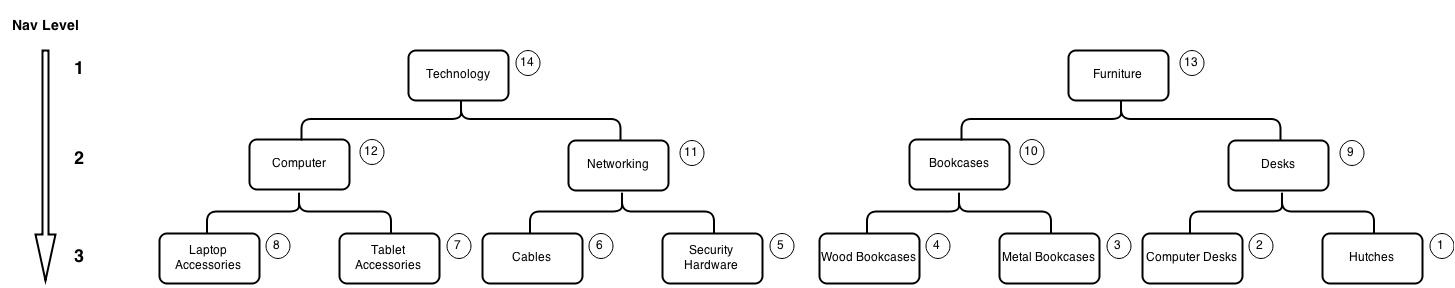 Nav Level
1
Technology
14
Furniture
13
2
Computer
12
Networking
11
Bookcases
10
Desks
9
3
Laptop
Accessories
8
Tablet
Accessories
7
Cables
6
Security
Hardware
5
Wood Bookcases
4
Metal Bookcases
3
Computer Desks
2
Hutches
1